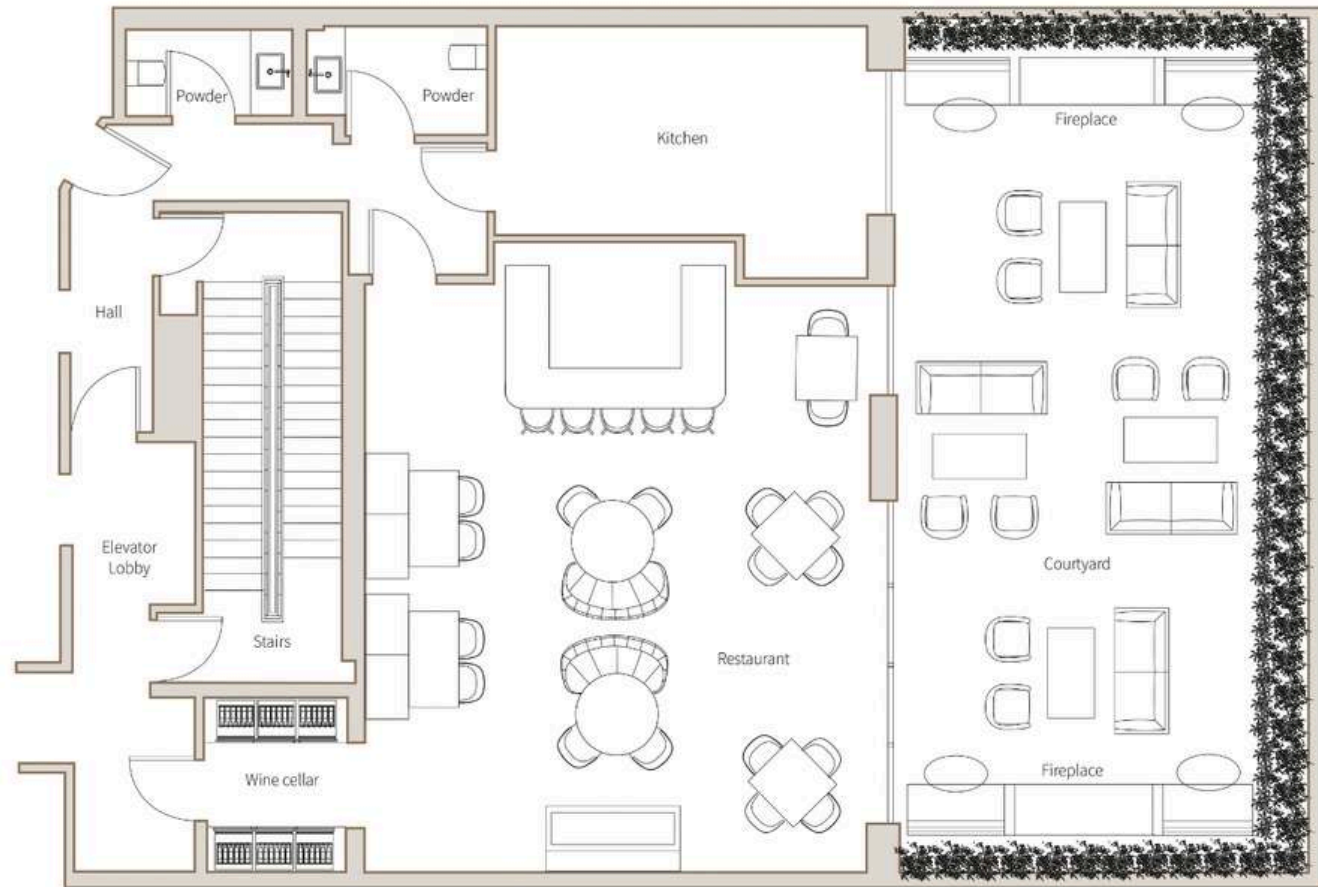 Powder
Powder
Kitchen
Fireplace
Hall
Elevator
Lobby
Courtyard
Stairs
Restaurant
Fireplace
Wine cellar